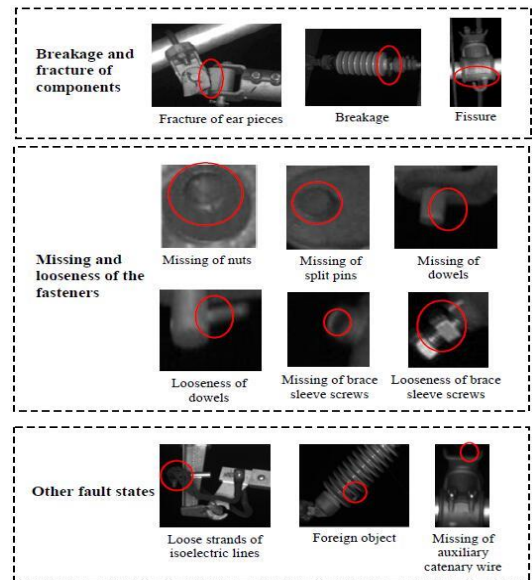 Breakage and
fracture of
components
Fracture of ear pieces
Breakage
Fissure
Missing and
looseness of the
fasteners
Missing of nuts
Missing of
split pins
Missing of
dowels
Looseness of
dowels
Missing of brace
sleeve screws
Looseness of brace
sleeve screws
Other fault states
Loose strands of
isoelectric lines
Foreign object
Missing of
auxiliary
catenary wire